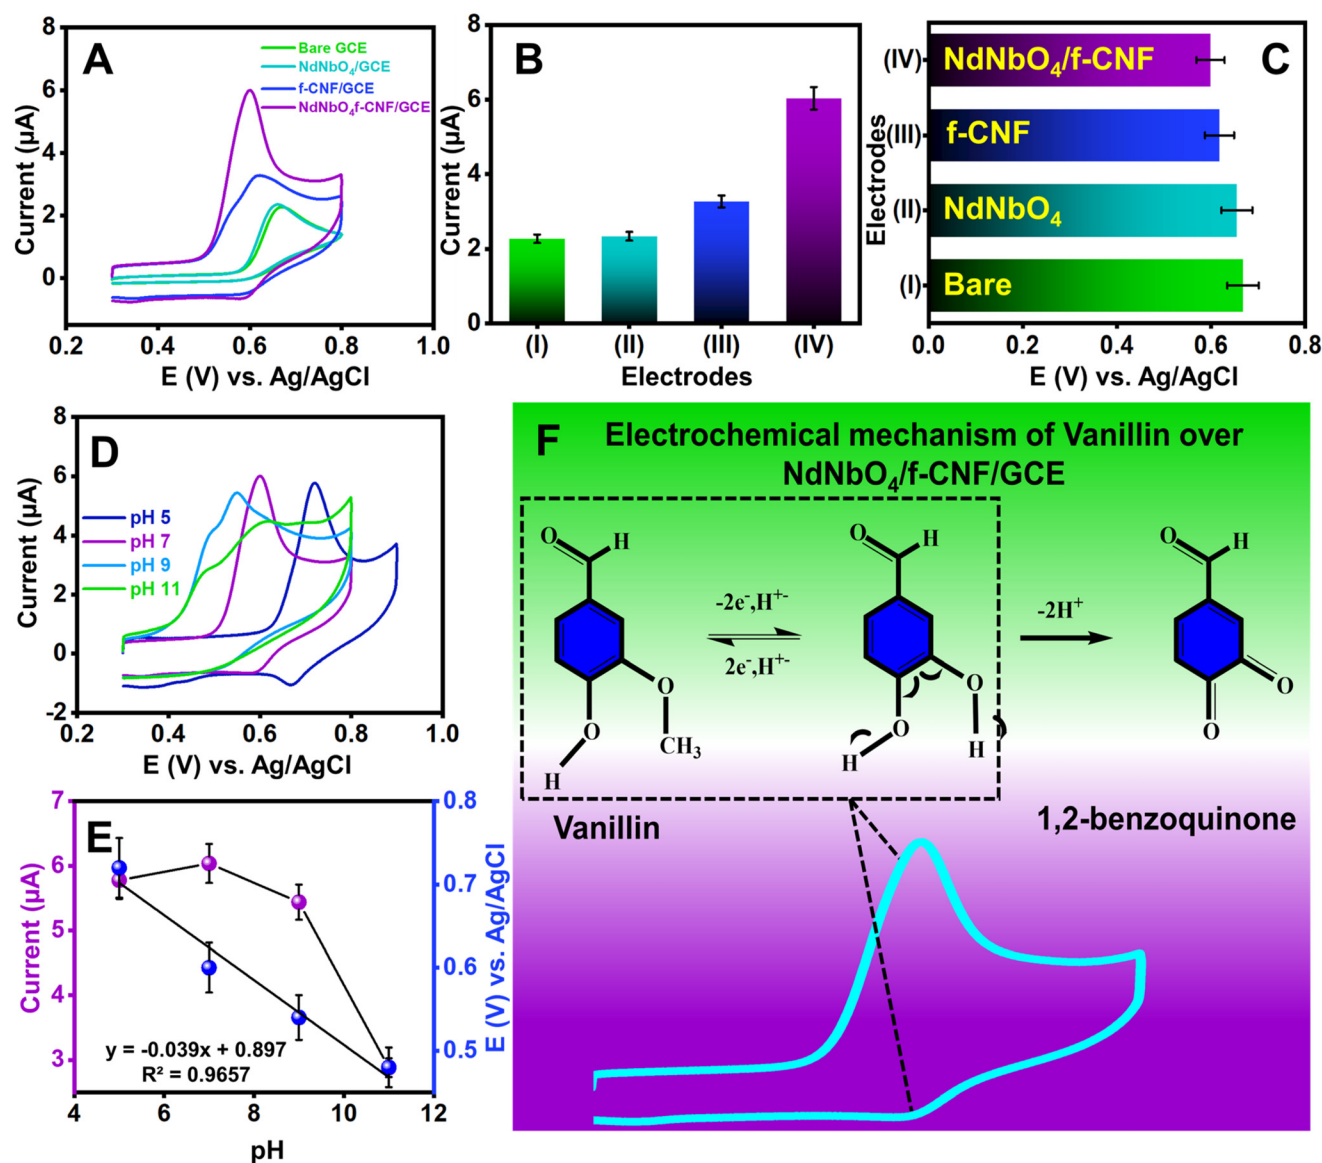 A
Bare GCE
NdNbO4/GCE
f-CNF/GCE
NdNbO4f-CNF/GCE
Current (µA)
8
6
4
2
0
0.2
0.4
0.6
0.8
1.0
E (V) vs. Ag/AgCl
B
Current (µA)
8
6
4
2
0
(I)
(II)
(III)
(IV)
Electrodes
C
Electrodes
(IV)
NdNbO4/f-CNF
(III)
f-CNF
(II)
NdNbO4
(I)
Bare
0.0
0.2
0.4
0.6
0.8
E (V) vs. Ag/AgCl
D
pH 5
pH 7
pH 9
pH 11
Current (µA)
8
6
4
2
0
-2
0.2
0.4
0.6
0.8
1.0
E (V) vs. Ag/AgCl
E
Current (µA)
7
6
5
4
3
0.8
0.7
0.6
0.5
E (V) vs. Ag/AgCl
y = -0.039x + 0.897
R² = 0.9657
4
6
8
10
12
pH
F
Electrochemical mechanism of Vanillin over
NdNbO4/f-CNF/GCE
O
H
O
CH3
O
H
-2e-,H+-
2e-,H+-
O
H
O
H
O
H
-2H+
O
H
O
O
Vanillin
1,2-benzoquinone